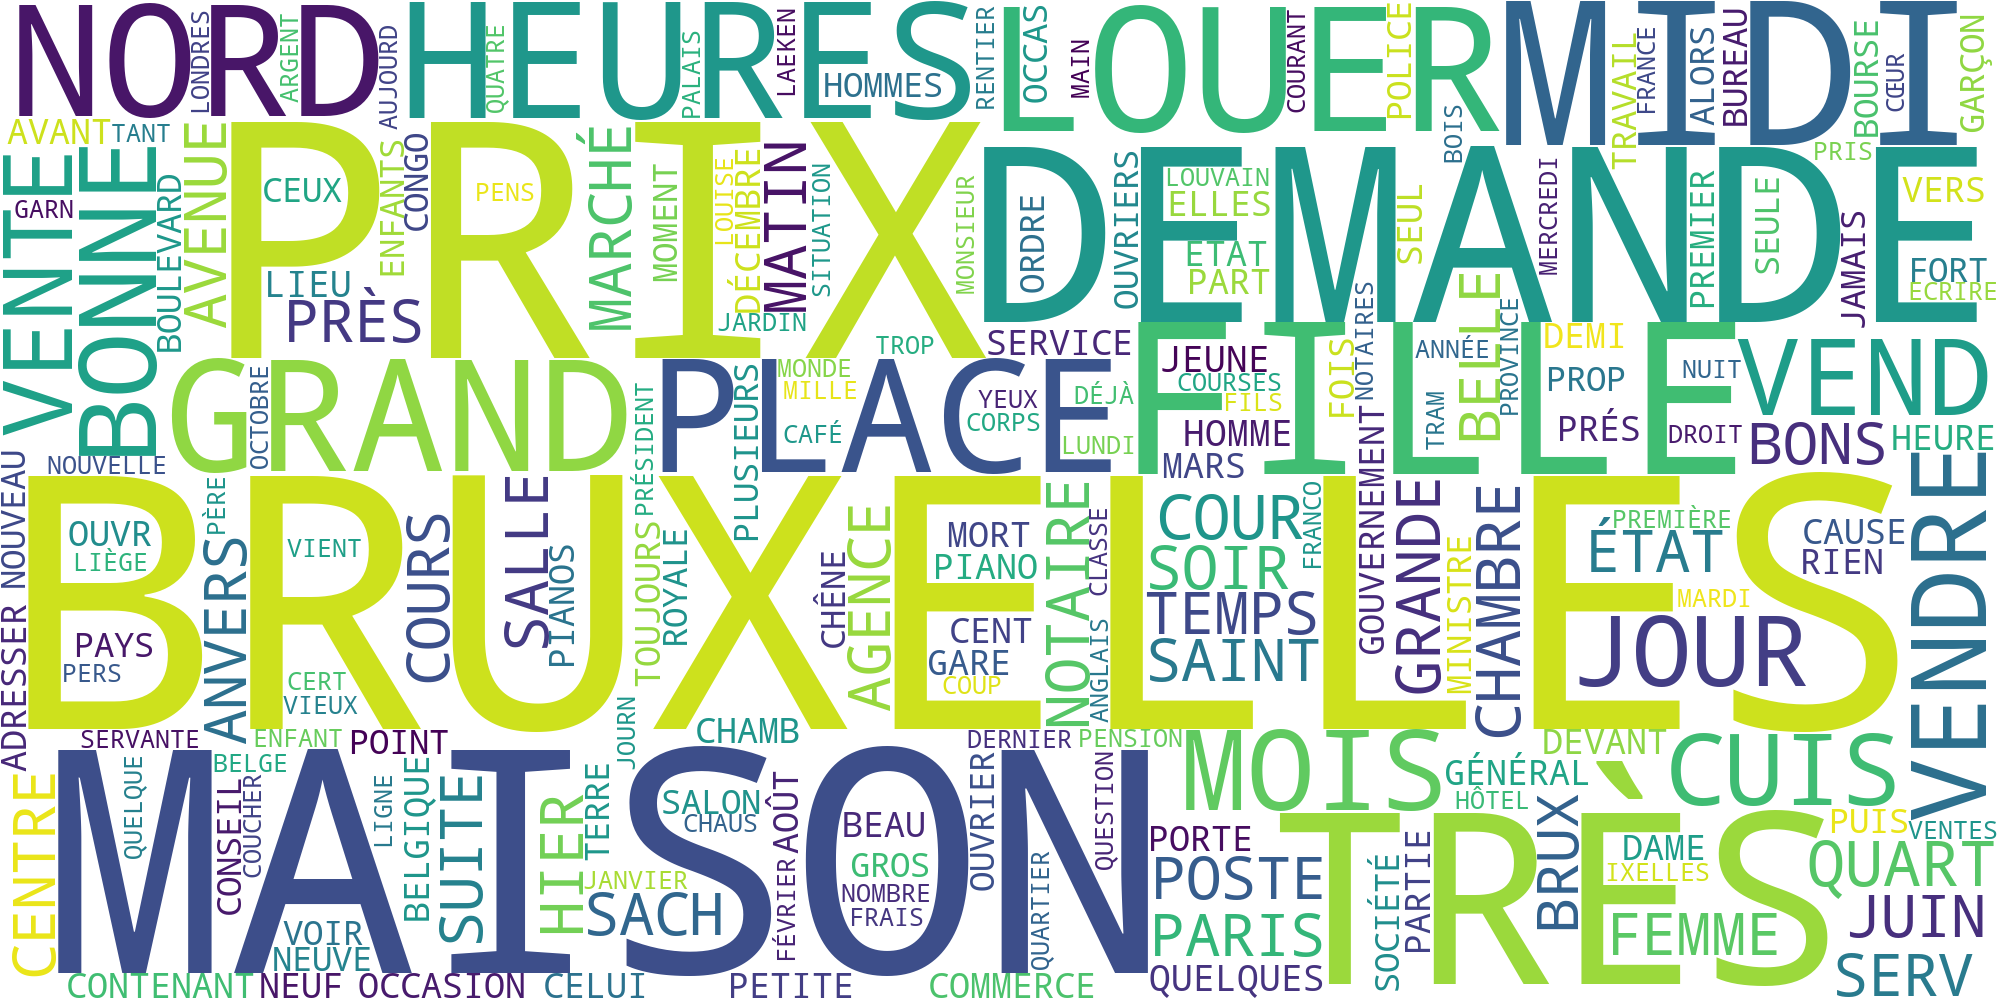 NORD
LONDRES
ARGENT
AUJOURD
HEURES
QUATRE
PALAIS
LAEKEN
HOMMES
RENTIER
LOUER
OCCAS
MAIN
COURANT
POLICE
BOIS
MIDI
TRAVAIL
FRANCE
ALORS
BUREAU
BOURSE
CŒUR
GARÇON
PRIS
AVANT
TANT
VENTE
GARN
BONNE
BOULEVARD
AVENUE
PRIX
CEUX
LIEU
PRÈS
ENFANTS
CONGO
PENS
MARCHÉ
MOMENT
LOUISE
DÉCEMBRE
MATIN
SITUATION
JARDIN
MONSIEUR
DEMANDE
ORDRE
OUVRIERS
LOUVAIN
ELLES
ETAT
PART
SEUL
MERCREDI
PREMIER
SEULE
JAMAIS
VERS
FORT
ECRIRE
GRAND
OCTOBRE
PLACE
TROP
MONDE
MILLE
CAFÉ
SERVICE
YEUX
CORPS
DÉJÀ
LUNDI
FILLE
JEUNE
COURSES
FILS
HOMME
MARS
FOIS
NOTAIRES
ANNÉE
TRAM
BELLE
PROVINCE
DEMI
PROP
PRÉS
NUIT
DROIT
VEND
BONS
HEURE
NOUVELLE
NOUVEAU
ADRESSER
BRUXELLES
OUVR
LIÈGE
PAYS
PERS
PÈRE
ANVERS
VIENT
CERT
VIEUX
COURS
SALLE
PIANOS
PRÉSIDENT
TOUJOURS
ROYALE
PLUSIEURS
CHÊNE
AGENCE
MORT
PIANO
CENT
GARE
COUP
NOTAIRE
CLASSE
ANGLAIS
COUR
SOIR
TEMPS
SAINT
FRANCO
GOUVERNEMENT
GRANDE
MINISTRE
CHAMBRE
ÉTAT
PREMIÈRE
MARDI
JOUR
CAUSE
RIEN
VENDRE
SERVANTE
ENFANT
POINT
BELGE
JOURN
CHAMB
DERNIER
PENSION
CENTRE
MAISON
QUELQUE
CONSEIL
COUCHER
LIGNE
BELGIQUE
SUITE
HIER
TERRE
SALON
CHAUS
AOÛT
JANVIER
SACH
FÉVRIER
BEAU
GROS
NOMBRE
FRAIS
OUVRIER
QUARTIER
QUESTION
VOIR
NEUVE
MOIS
GÉNÉRAL
HÔTEL
DEVANT
CUIS
PORTE
POSTE
PARIS
QUELQUES
TRÈS
SOCIÉTÉ
PARTIE
BRUX
DAME
IXELLES
FEMME
PUIS
VENTES
QUART
JUIN
SERV
CONTENANT
NEUF
OCCASION
CELUI
PETITE
COMMERCE